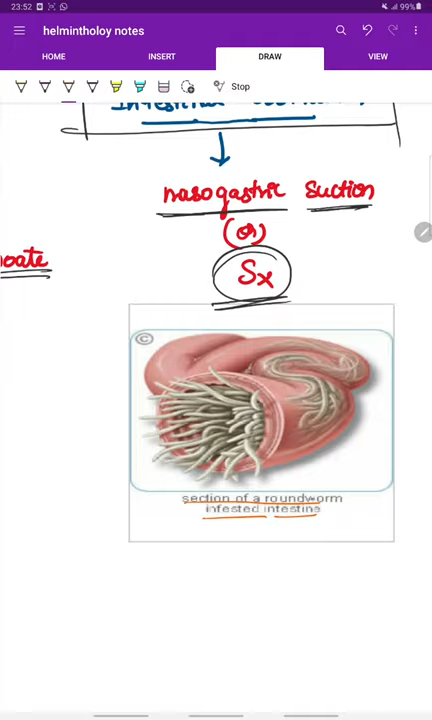 23:52
99%
helmintholoy notes
HOME INSERT DRAW VIEW
Stop
nasogastric suction
(or)
Sx
oate
©
section of a roundworm
infested intestine